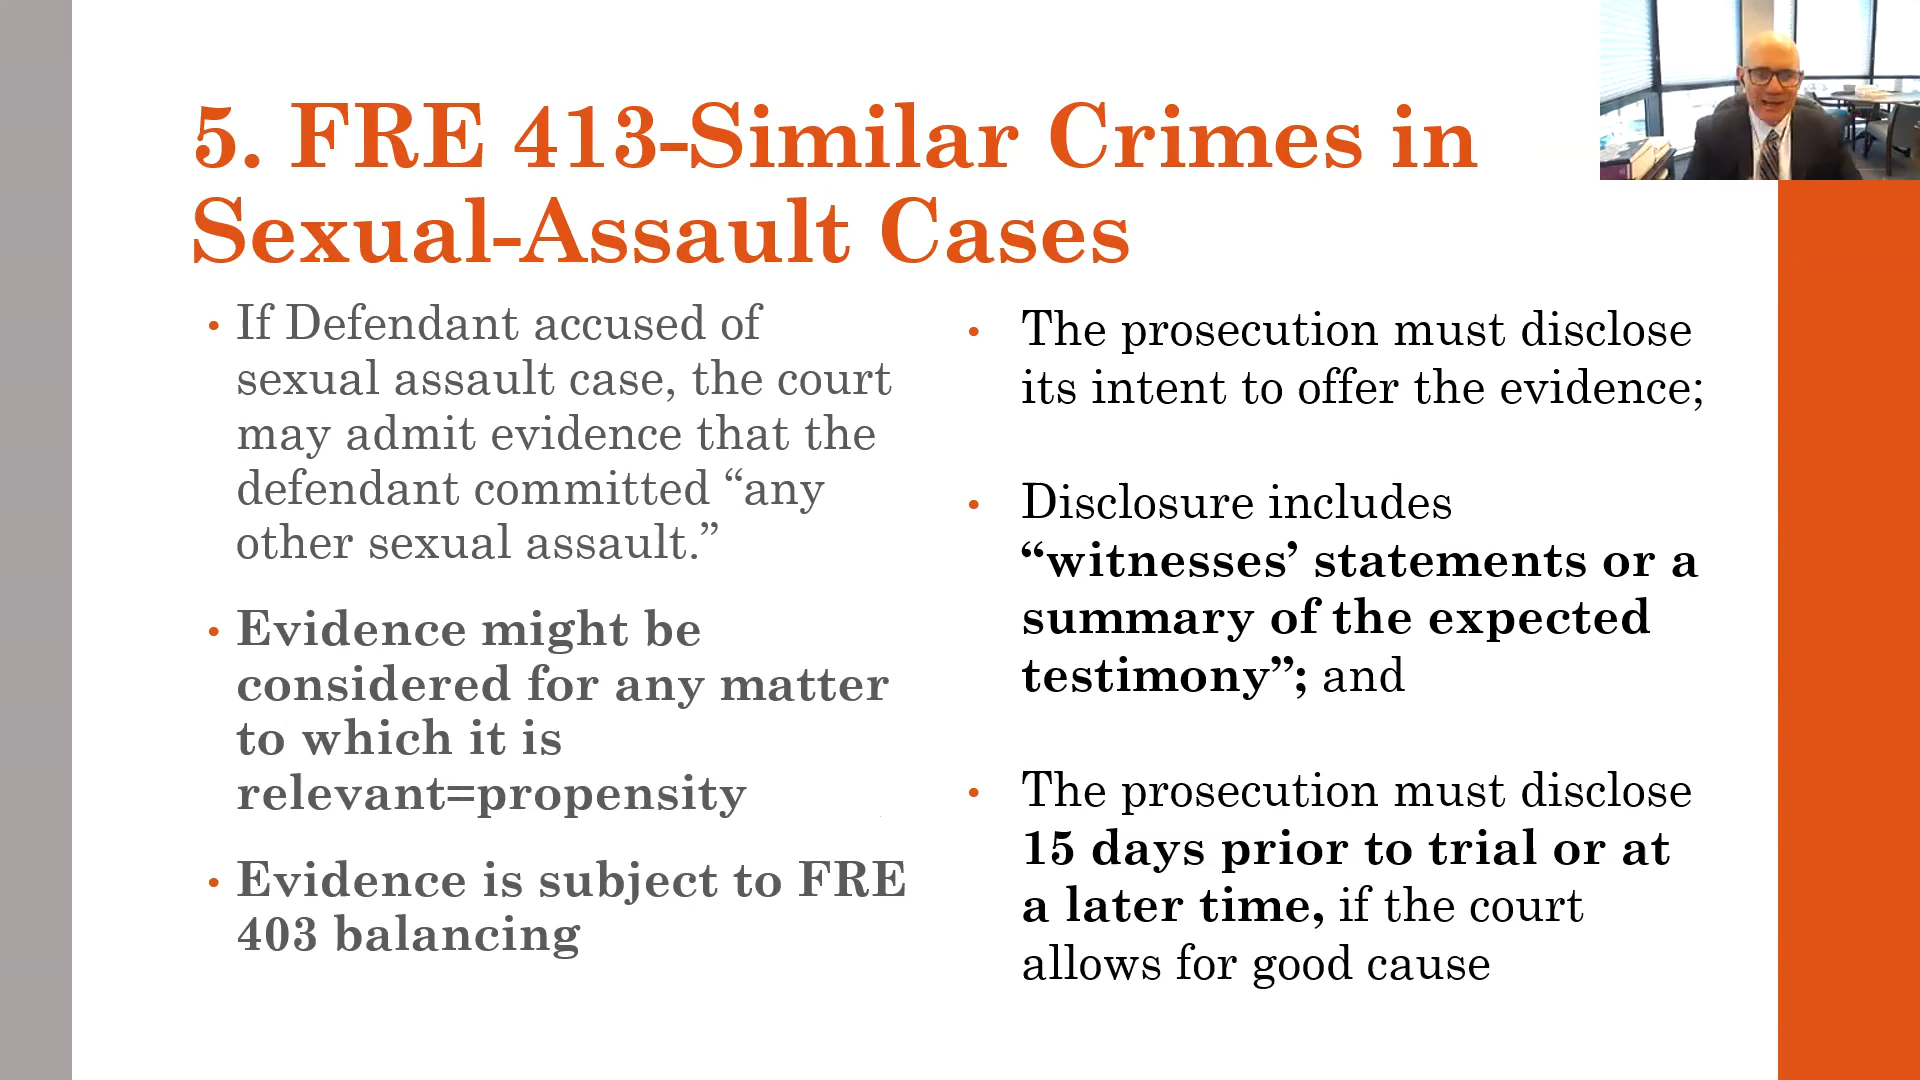 5. FRE 413-Similar Crimes in
Sexual-Assault Cases
• If Defendant accused of
sexual assault case, the court
may admit evidence that the
defendant committed “any
other sexual assault.”
• Evidence might be
considered for any matter
to which it is
relevant=propensity
• Evidence is subject to FRE
403 balancing
• The prosecution must disclose
its intent to offer the evidence;
• Disclosure includes
“witnesses’ statements or a
summary of the expected
testimony”; and
• The prosecution must disclose
15 days prior to trial or at
a later time, if the court
allows for good cause